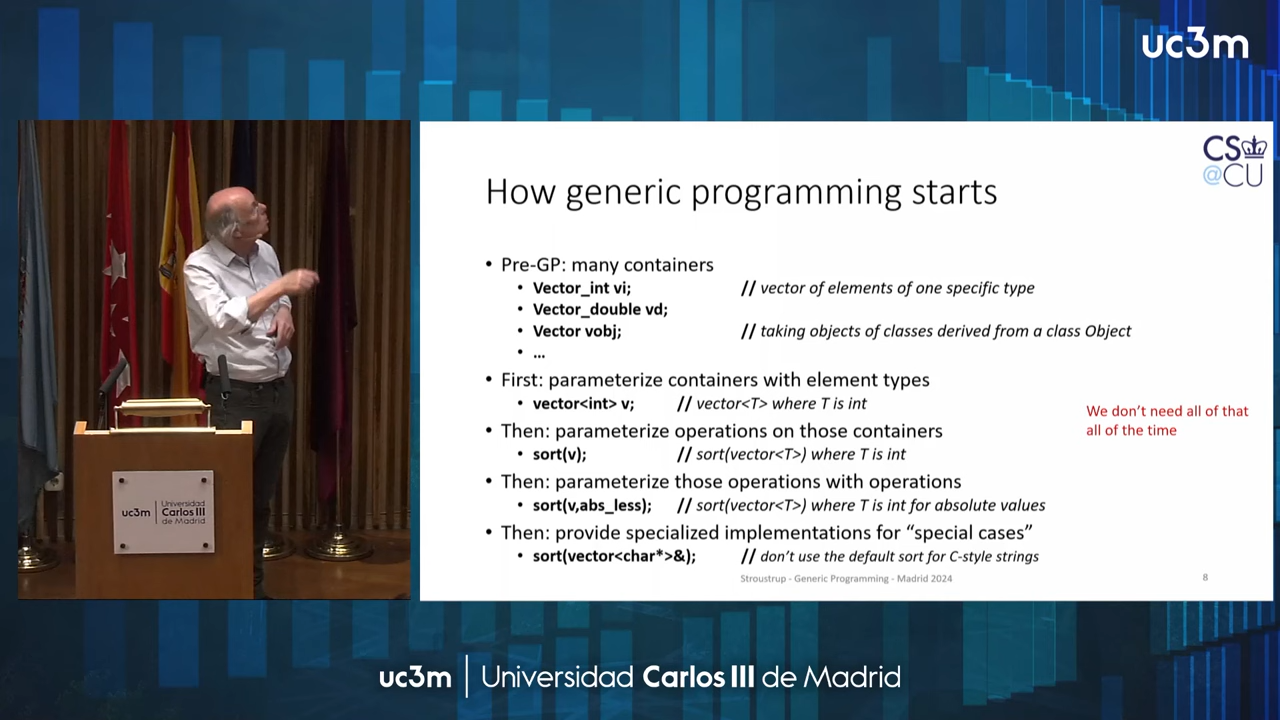 uc3m
CS
@CU
How generic programming starts
• Pre-GP: many containers
• Vector_int vi; // vector of elements of one specific type
• Vector_double vd;
• Vector vobj; // taking objects of classes derived from a class Object
• ...
• First: parameterize containers with element types
• vector<int> v; // vector<T> where T is int
We don't need all of that
all of the time
• Then: parameterize operations on those containers
• sort(v); // sort(vector<T>) where T is int
• Then: parameterize those operations with operations
• sort(v,abs_less); // sort(vector<T>) where T is int for absolute values
• Then: provide specialized implementations for “special cases”
• sort(vector<char*>&); // don't use the default sort for C-style strings
Stroustrup - Generic Programming - Madrid 2024 8
uc3m | Universidad
Carlos III
de Madrid
uc3m | Universidad Carlos III de Madrid